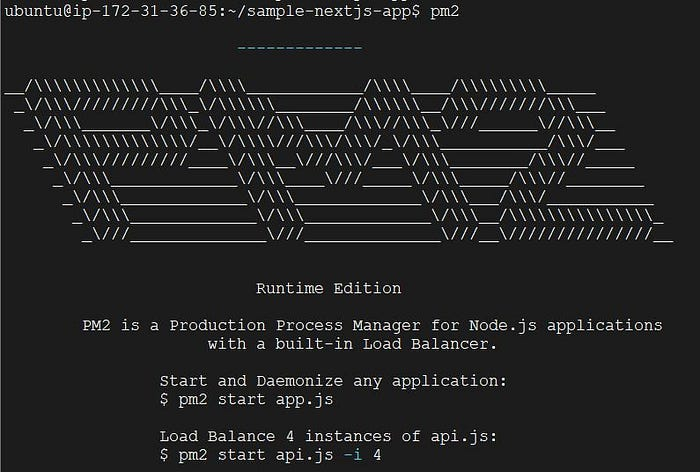 ubuntu@ip-172-31-36-85:~/sample-nextjs-app$ pm2
-------------
__/\\\\\\\\\\\\\____/\\\\____________/\\\\____/\\\\\\\\\_____
_\/\\\/////////\\\_\/\\\\\\________/\\\\\\__/\\\///////\\\___
_\/\\\_______\/\\\_\/\\\//\\\____/\\\//\\\_\///______\//\\\__
_\/\\\\\\\\\\\\\/__\/\\\\///\\\/\\\/_\/\\\___________/\\\/___
_\/\\\/////////____\/\\\__\///\\\/___\/\\\________/\\\//_____
_\/\\\_____________\/\\\____\///_____\/\\\_____/\\\//________
_\/\\\_____________\/\\\_____________\/\\\___/\\\/___________
_\/\\\_____________\/\\\_____________\/\\\__/\\\\\\\\\\\\\\\_
_\///______________\///______________\///__\///////////////__
Runtime Edition
PM2 is a Production Process Manager for Node.js applications
with a built-in Load Balancer.
Start and Daemonize any application:
$ pm2 start app.js
Load Balance 4 instances of api.js:
$ pm2 start api.js -i 4